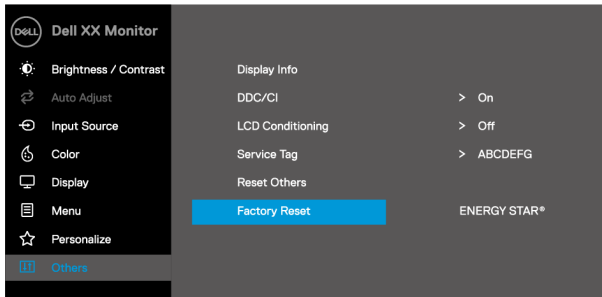 DELL Dell XX Monitor
Brightness / Contrast
Display Info
Auto Adjust
DDC/CI > On
Input Source
LCD Conditioning > Off
Color
Service Tag > ABCDEFG
Display
Reset Others
Menu
Factory Reset ENERGY STAR®
Personalize
Others